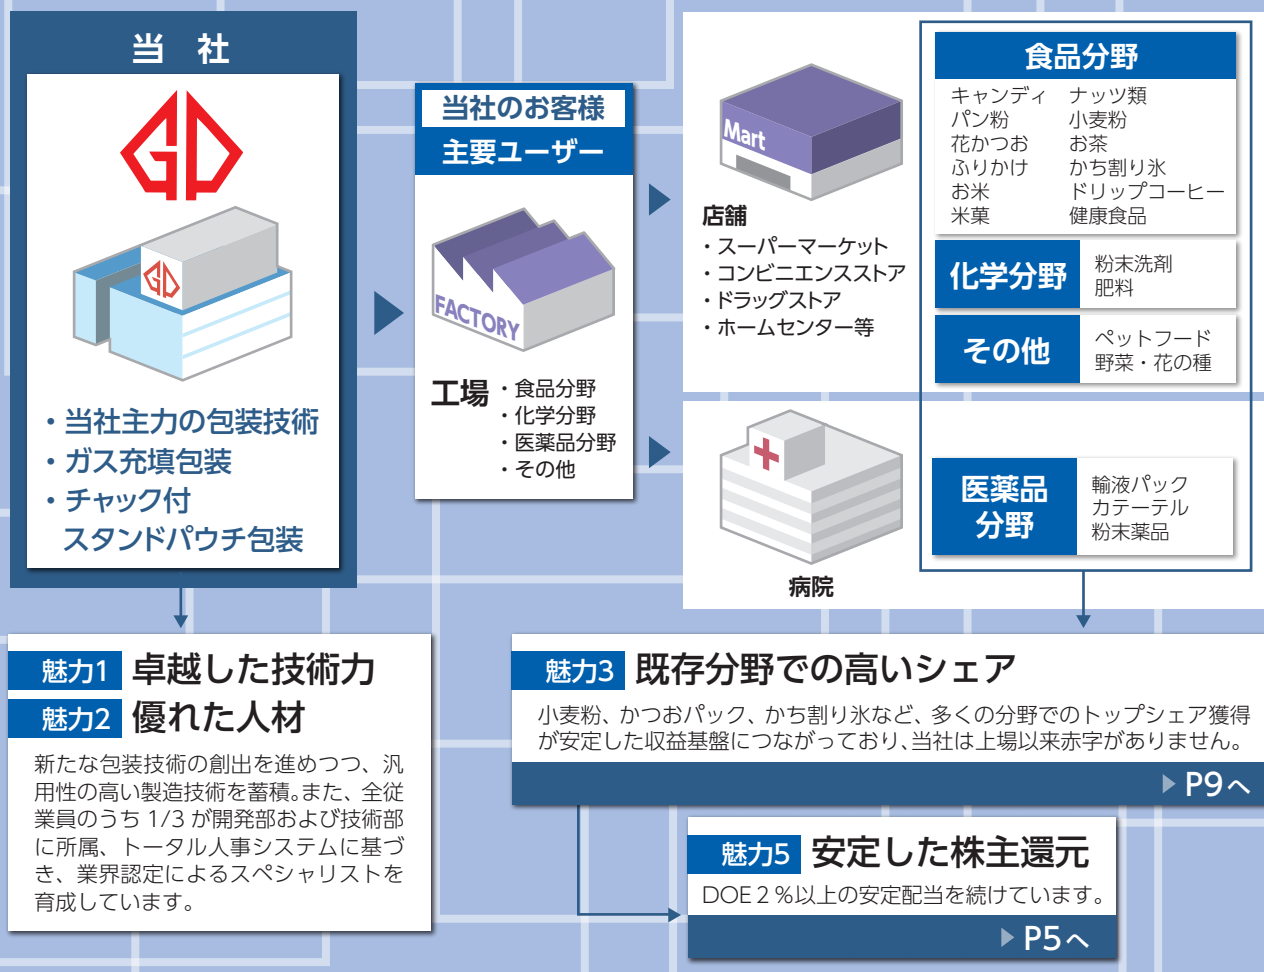 当 社
GD
GD
・当社主力の包装技術
・ガス充填包装
・チャック付
スタンドパウチ包装
当社のお客様
主要ユーザー
FACTORY
工場
・食品分野
・化学分野
・医薬品分野
・その他
Mart
店舗
・スーパーマーケット
・コンビニエンスストア
・ドラッグストア
・ホームセンター等
病院
食品分野
キャンディ ナッツ類
パン粉 小麦粉
花かつお お茶
ふりかけ かち割り氷
お米 ドリップコーヒー
米菓 健康食品
化学分野
粉末洗剤
肥料
その他
ペットフード
野菜・花の種
医薬品
分野
輸液パック
カテーテル
粉末薬品
魅力1 卓越した技術力
魅力2 優れた人材
新たな包装技術の創出を進めつつ、汎
用性の高い製造技術を蓄積。また、全従
業員のうち 1/3 が開発部および技術部
に所属、トータル人事システムに基づ
き、業界認定によるスペシャリストを
育成しています。
魅力3 既存分野での高いシェア
小麦粉、かつおパック、かち割り氷など、多くの分野でのトップシェア獲得
が安定した収益基盤につながっており、当社は上場以来赤字がありません。
P9へ
魅力5 安定した株主還元
DOE2%以上の安定配当を続けています。
P5へ